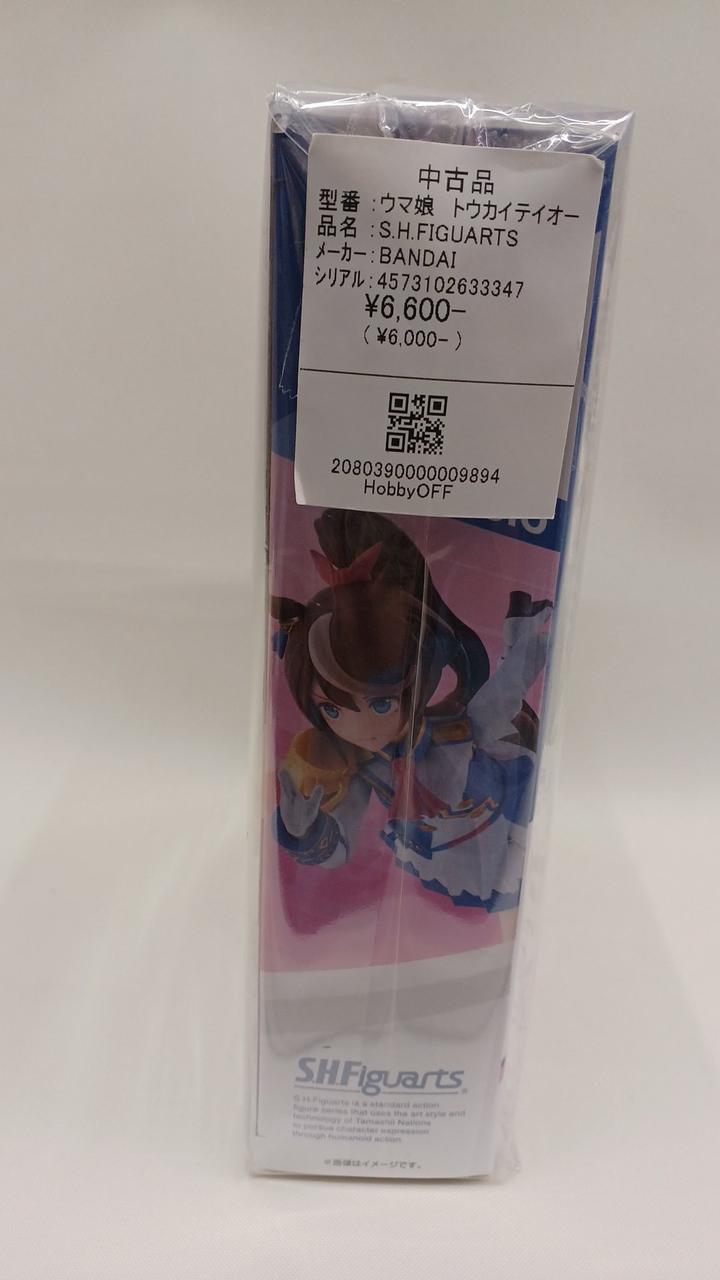 中古品
型番：ウマ娘　トウカイテイオー
品名：S.H.FIGUARTS
メーカー：BANDAI
シリアル：4573102633347
¥6,600−
（ ¥6,000− ）
2080390000009894
HobbyOFF
S.H.Figuarts
S.H.Figuarts is a standard action
figure series that uses the art style and
technology of Tamashii Nations
to pursue character expression
through humanoid action.
※画像はイメージです。